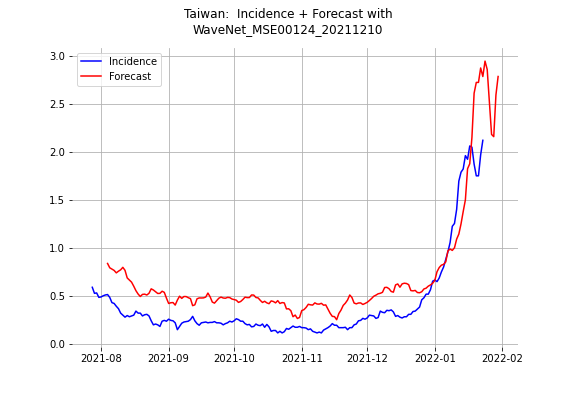 Taiwan:  Incidence + Forecast with
WaveNet_MSE00124_20211210
Incidence
Forecast
3.0
2.5
2.0
1.5
1.0
0.5
0.0
2021-08 2021-09 2021-10 2021-11 2021-12 2022-01 2022-02